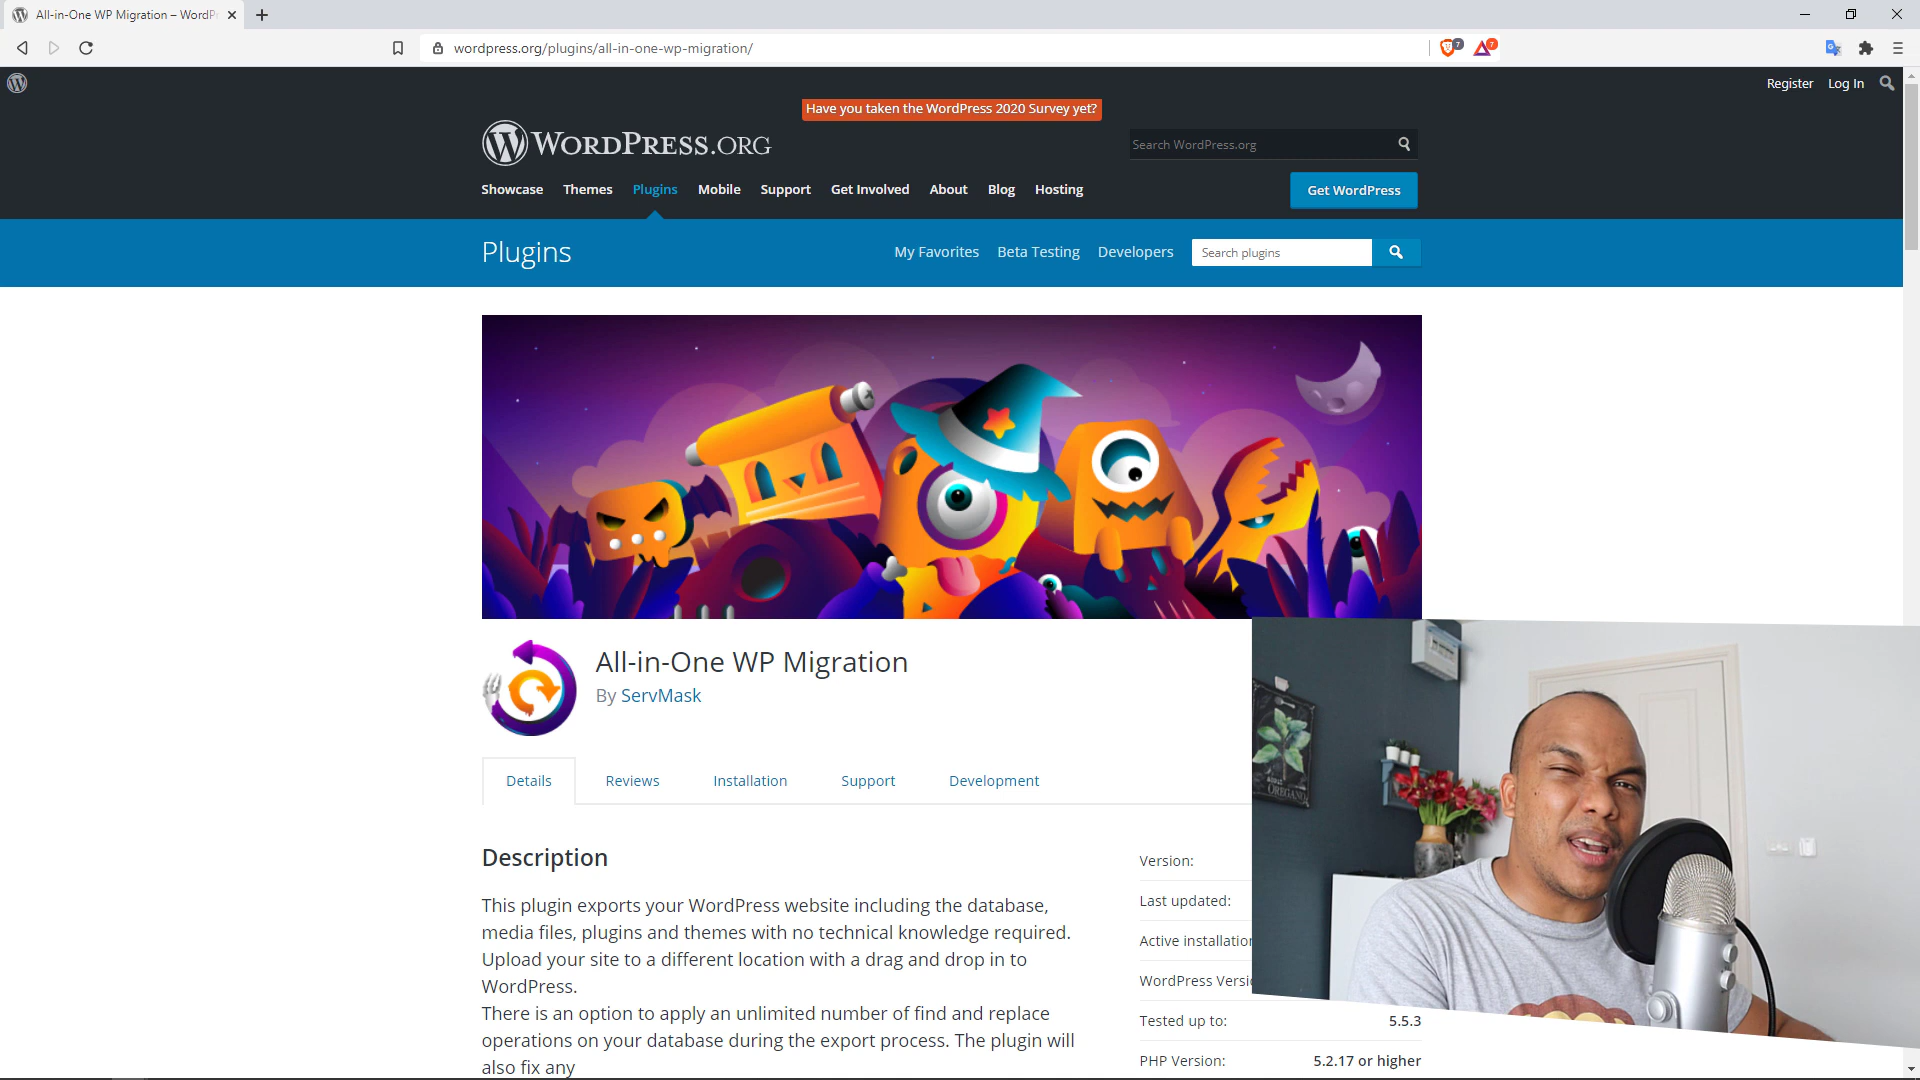 All-in-One WP Migration – WordP
wordpress.org/plugins/all-in-one-wp-migration/
7
7
Register Log In
Have you taken the WordPress 2020 Survey yet?
WORDPRESS.ORG
Search WordPress.org
Showcase Themes Plugins Mobile Support Get Involved About Blog Hosting
Get WordPress
Plugins
My Favorites Beta Testing Developers
Search plugins
All-in-One WP Migration
By ServMask
Details Reviews Installation Support Development
Description
This plugin exports your WordPress website including the database,
media files, plugins and themes with no technical knowledge required.
Upload your site to a different location with a drag and drop in to
WordPress.
There is an option to apply an unlimited number of find and replace
operations on your database during the export process. The plugin will
also fix any
Version:
Last updated:
Active installation
WordPress Versi
Tested up to: 5.5.3
PHP Version: 5.2.17 or higher
OREGANO